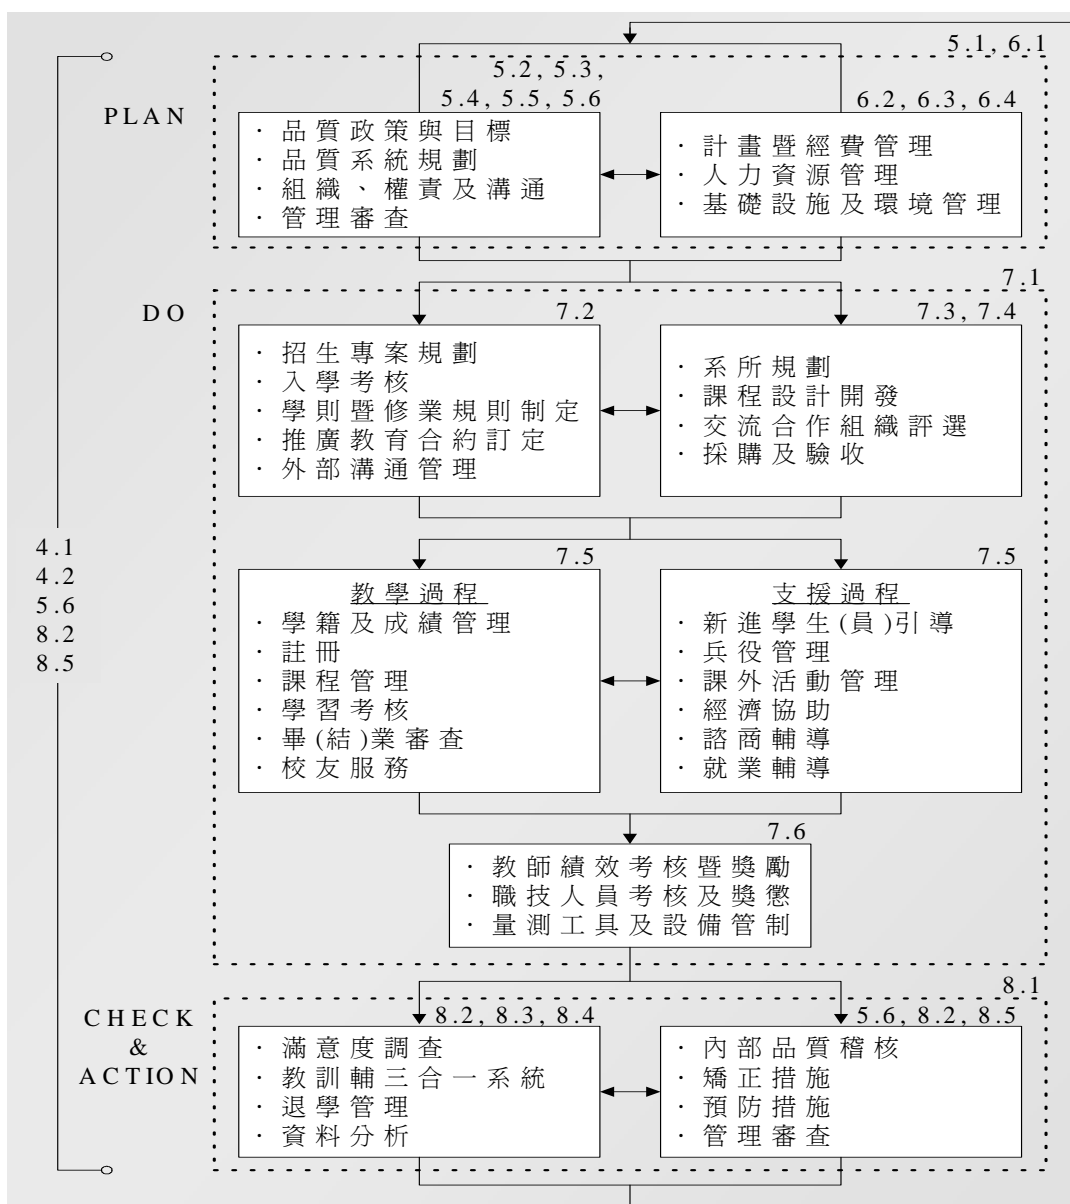 5.1, 6.1
PLAN
5.2, 5.3,
5.4, 5.5, 5.6
· 品質政策與目標
· 品質系統規劃
· 組織、權責及溝通
· 管理審查
6.2, 6.3, 6.4
· 計畫暨經費管理
· 人力資源管理
· 基礎設施及環境管理
7.1
DO
7.2
· 招生專案規劃
· 入學考核
· 學則暨修業規則制定
· 推廣教育合約訂定
· 外部溝通管理
7.3, 7.4
· 系所規劃
· 課程設計開發
· 交流合作組織評選
· 採購及驗收
4.1
4.2
5.6
8.2
8.5
7.5
教學過程
· 學籍及成績管理
· 註冊
· 課程管理
· 學習考核
· 畢(結)業審查
· 校友服務
7.5
支援過程
· 新進學生(員)引導
· 兵役管理
· 課外活動管理
· 經濟協助
· 諮商輔導
· 就業輔導
7.6
· 教師績效考核暨獎勵
· 職技人員考核及獎懲
· 量測工具及設備管制
8.1
CHECK
&
ACTION
8.2, 8.3, 8.4
· 滿意度調查
· 教訓輔三合一系統
· 退學管理
· 資料分析
5.6, 8.2, 8.5
· 內部品質稽核
· 矯正措施
· 預防措施
· 管理審查